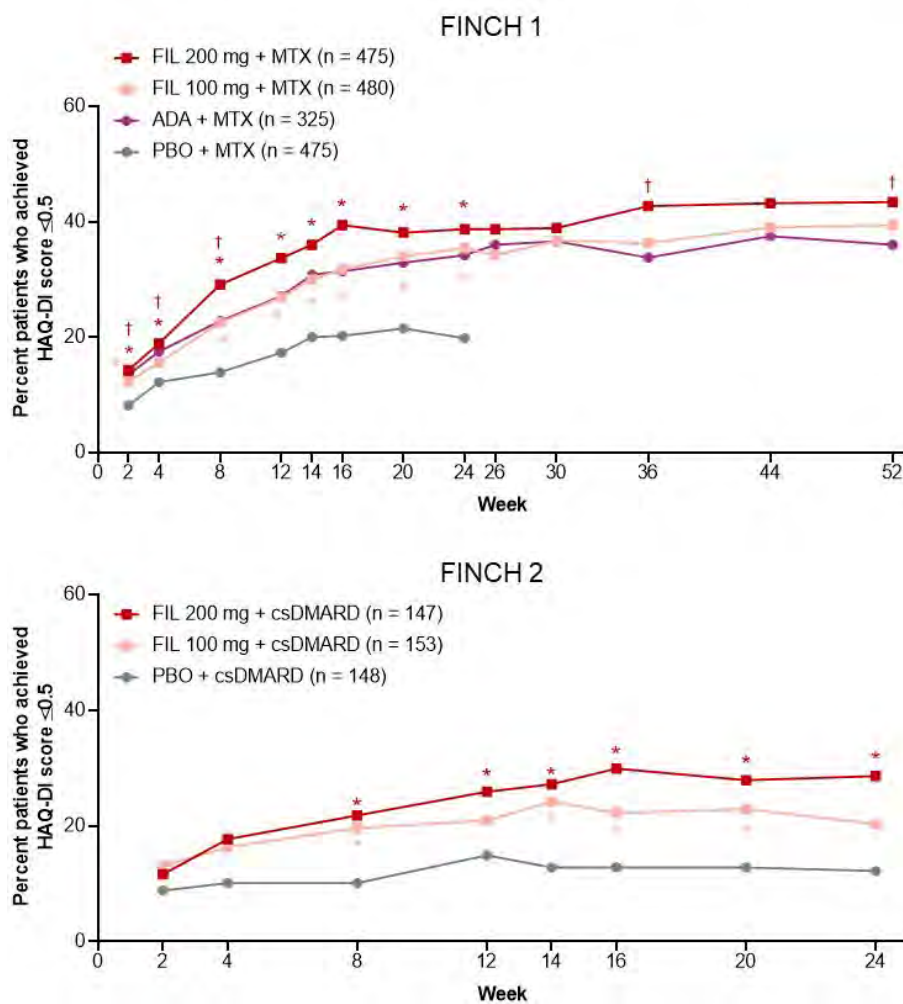 FINCH 1
FIL 200 mg + MTX (n = 475)
FIL 100 mg + MTX (n = 480)
ADA + MTX (n = 325)
PBO + MTX (n = 475)
Percent patients who achieved
HAQ-DI score ≤0.5
60
40
20
0
† † † * * * * * * † †
* *
0 2 4 8 12 14 16 20 24 26 30 36 44 52
Week
FINCH 2
FIL 200 mg + csDMARD (n = 147)
FIL 100 mg + csDMARD (n = 153)
PBO + csDMARD (n = 148)
Percent patients who achieved
HAQ-DI score ≤0.5
60
40
20
0
* * * * * *
0 2 4 8 12 14 16 20 24
Week